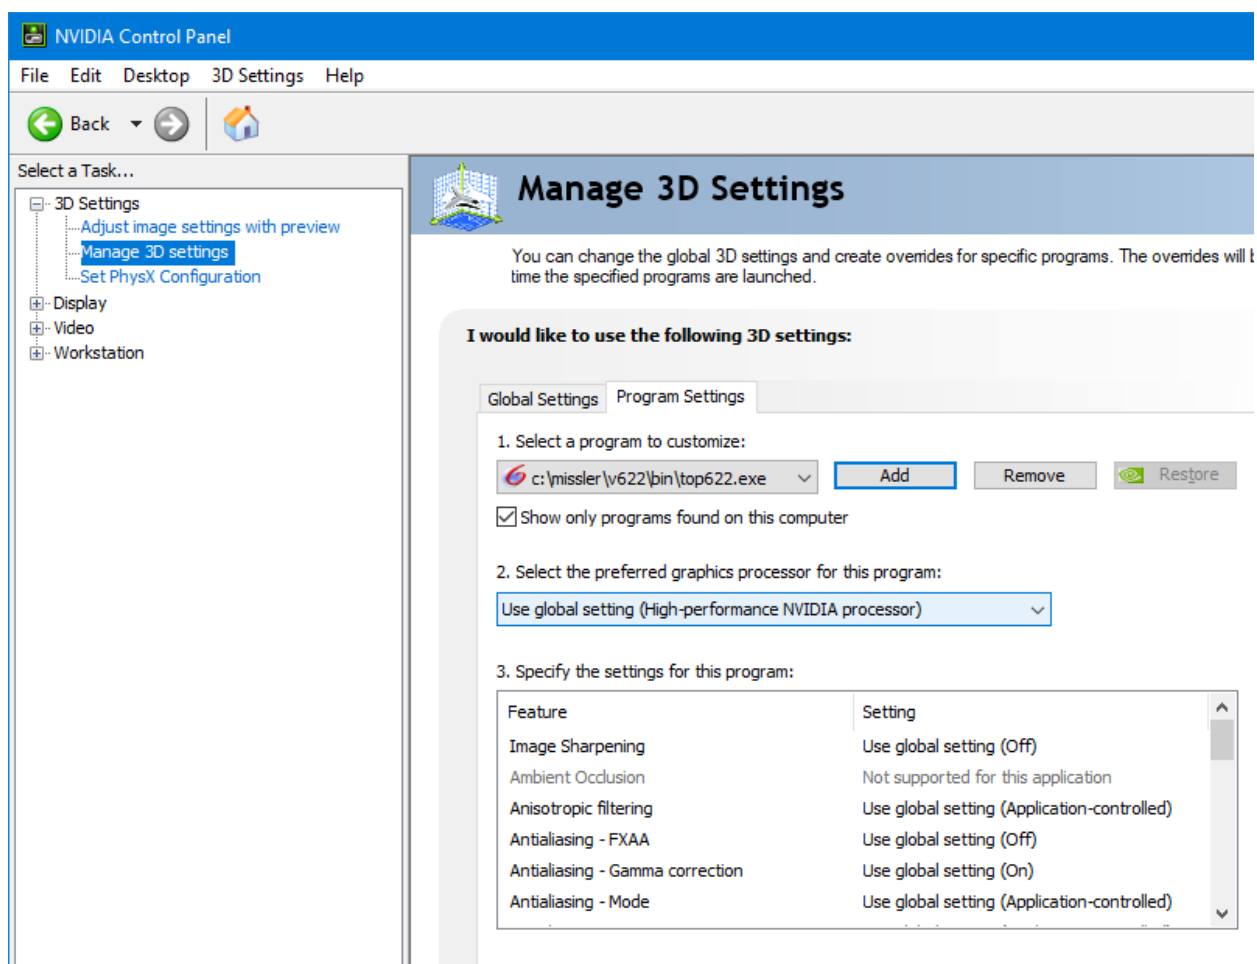 NVIDIA Control Panel
File Edit Desktop 3D Settings Help
Back
Select a Task...
3D Settings
Adjust image settings with preview
Manage 3D settings
Set PhysX Configuration
Display
Video
Workstation
Manage 3D Settings
You can change the global 3D settings and create overrides for specific programs. The overrides will
time the specified programs are launched.
I would like to use the following 3D settings:
Global Settings Program Settings
1. Select a program to customize:
c:\missler\v622\bin\top622.exe Add Remove Restore
Show only programs found on this computer
2. Select the preferred graphics processor for this program:
Use global setting (High-performance NVIDIA processor)
3. Specify the settings for this program:
Feature Setting
Image Sharpening Use global setting (Off)
Ambient Occlusion Not supported for this application
Anisotropic filtering Use global setting (Application-controlled)
Antialiasing - FXAA Use global setting (Off)
Antialiasing - Gamma correction Use global setting (On)
Antialiasing - Mode Use global setting (Application-controlled)